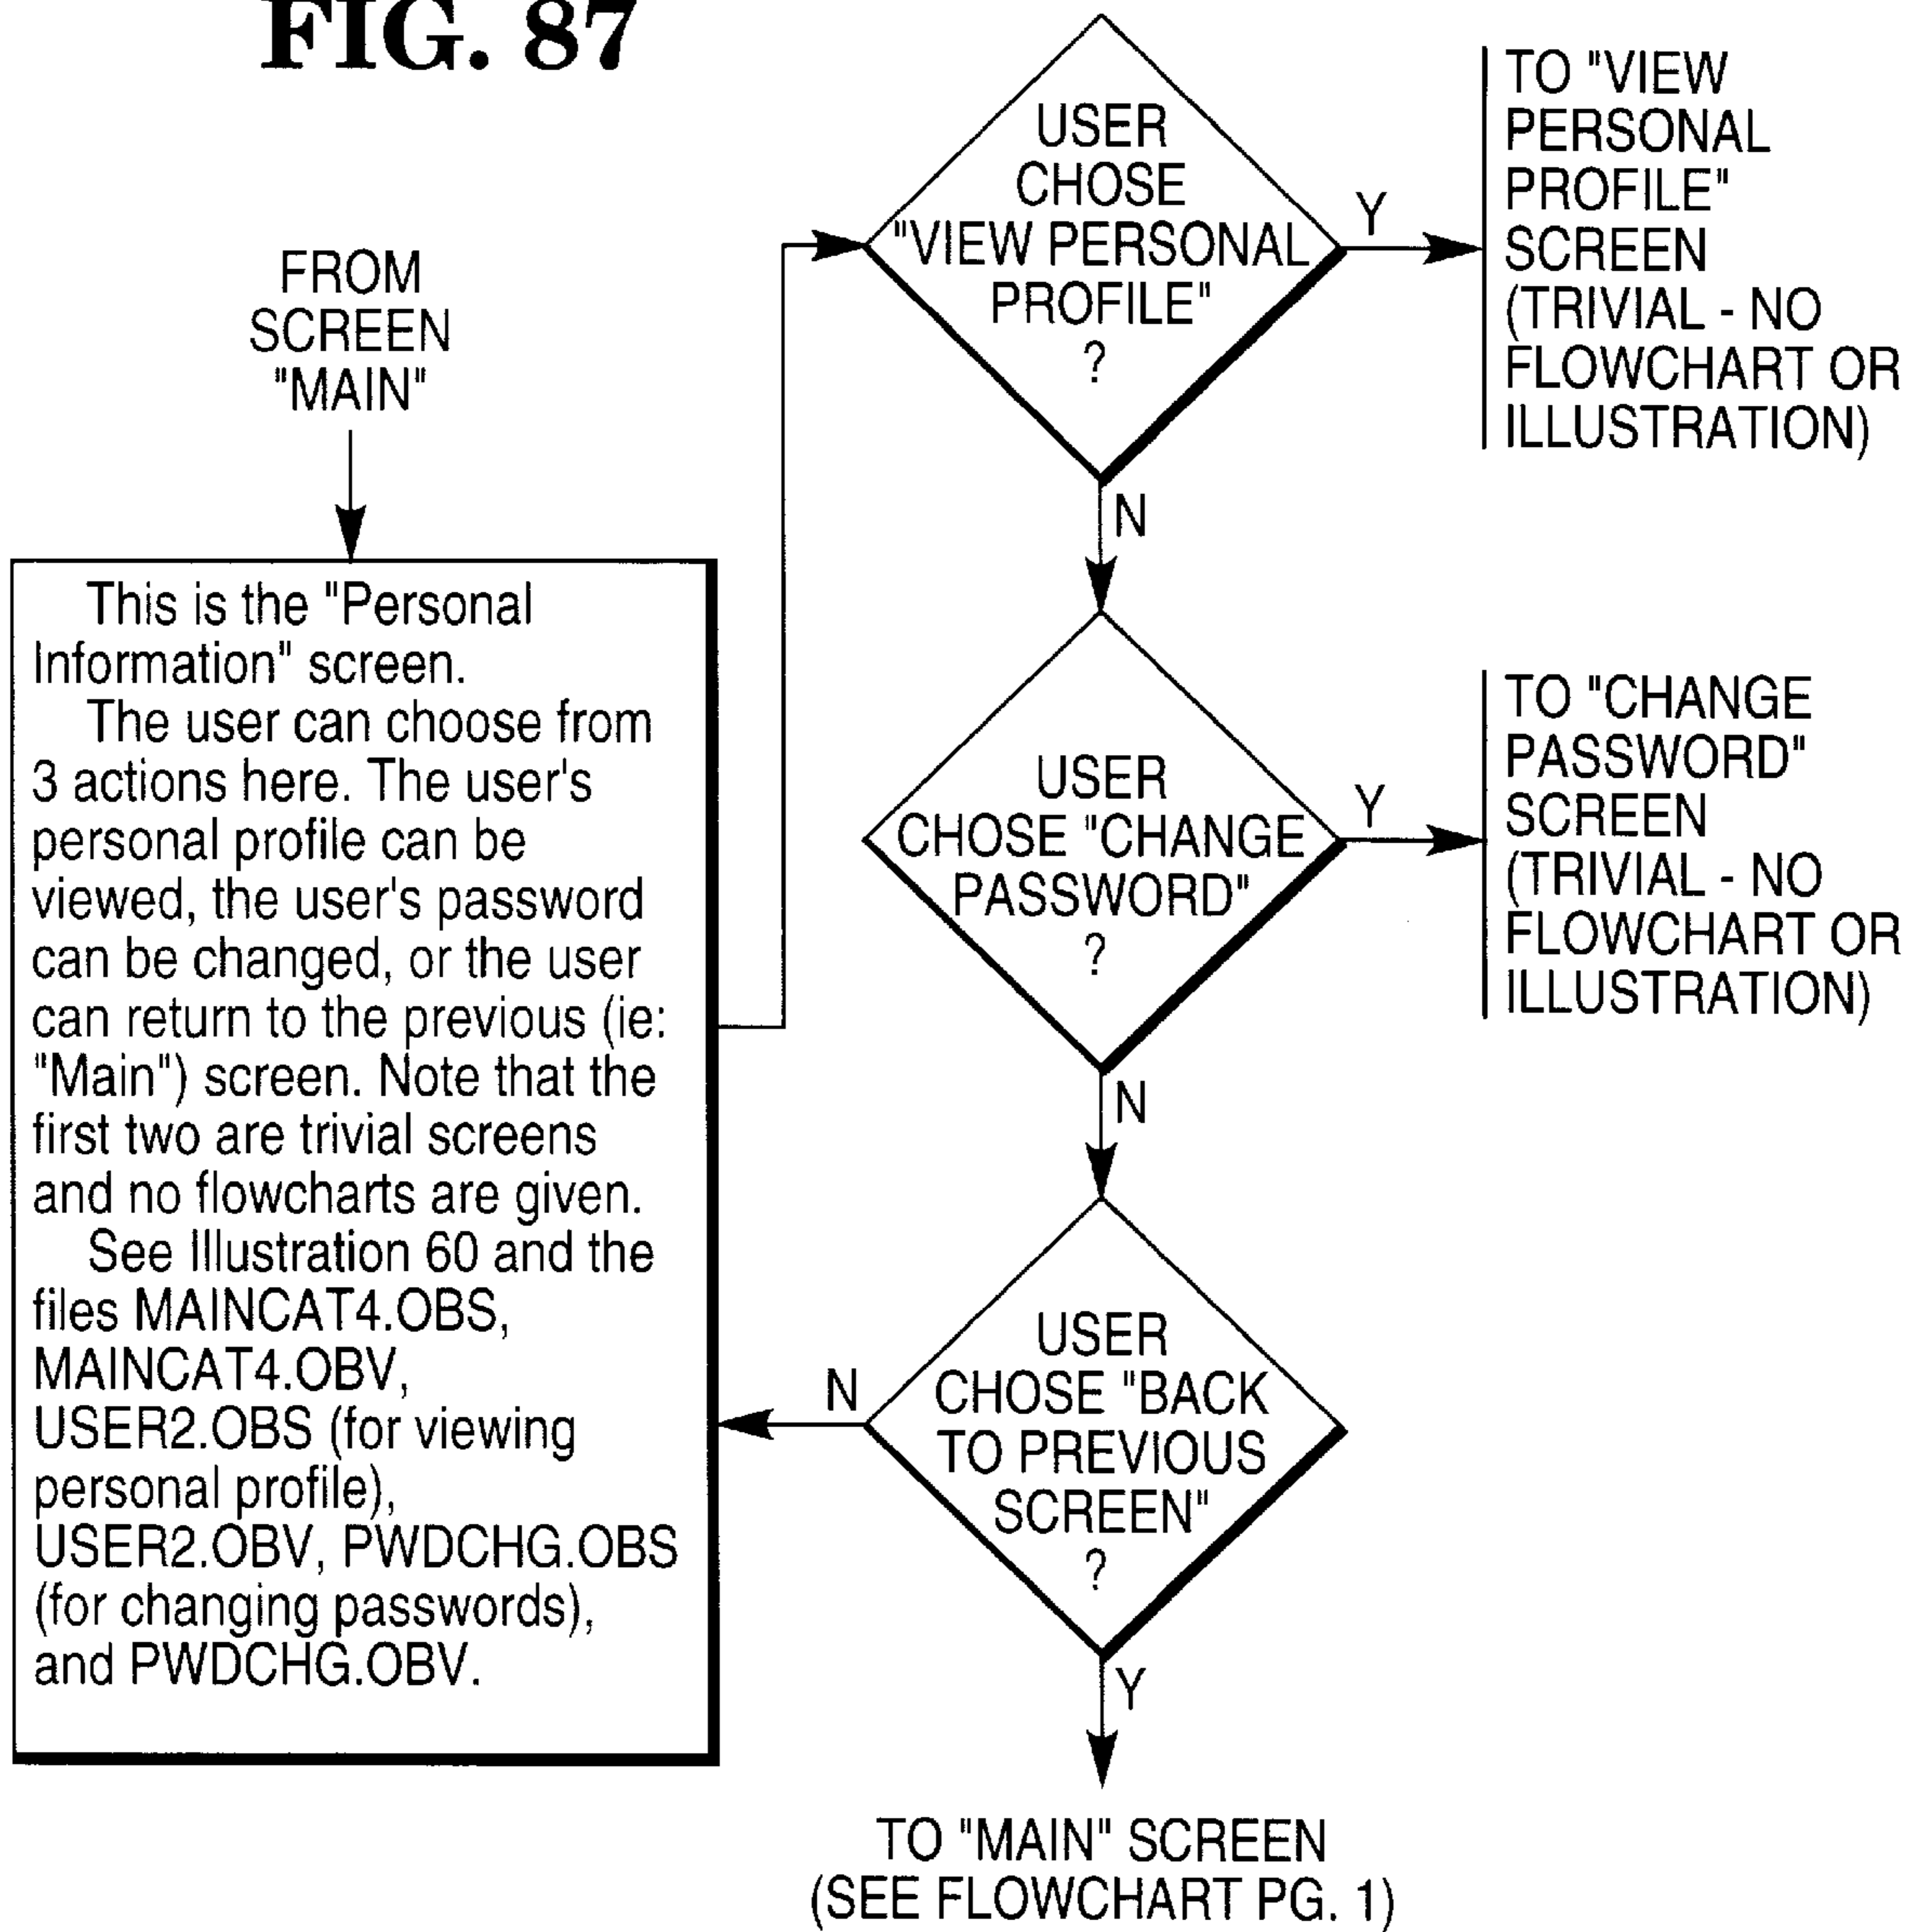 FIG. 87
FROM
SCREEN
"MAIN"
This is the "Personal
Information" screen.
The user can choose from
3 actions here. The user's
personal profile can be
viewed, the user's password
can be changed, or the user
can return to the previous (ie:
"Main") screen. Note that the
first two are trivial screens
and no flowcharts are given.
See Illustration 60 and the
files MAINCAT4.OBS,
MAINCAT4.OBV,
USER2.OBS (for viewing
personal profile),
USER2.OBV, PWDCHG.OBS
(for changing passwords),
and PWDCHG.OBV.
USER
CHOSE
"VIEW PERSONAL
PROFILE"
?
Y
TO "VIEW
PERSONAL
PROFILE"
SCREEN
(TRIVIAL - NO
FLOWCHART OR
ILLUSTRATION)
N
USER
CHOSE "CHANGE
PASSWORD"
?
Y
TO "CHANGE
PASSWORD"
SCREEN
(TRIVIAL - NO
FLOWCHART OR
ILLUSTRATION)
N
USER
CHOSE "BACK
TO PREVIOUS
SCREEN"
?
N
Y
TO "MAIN" SCREEN
(SEE FLOWCHART PG. 1)